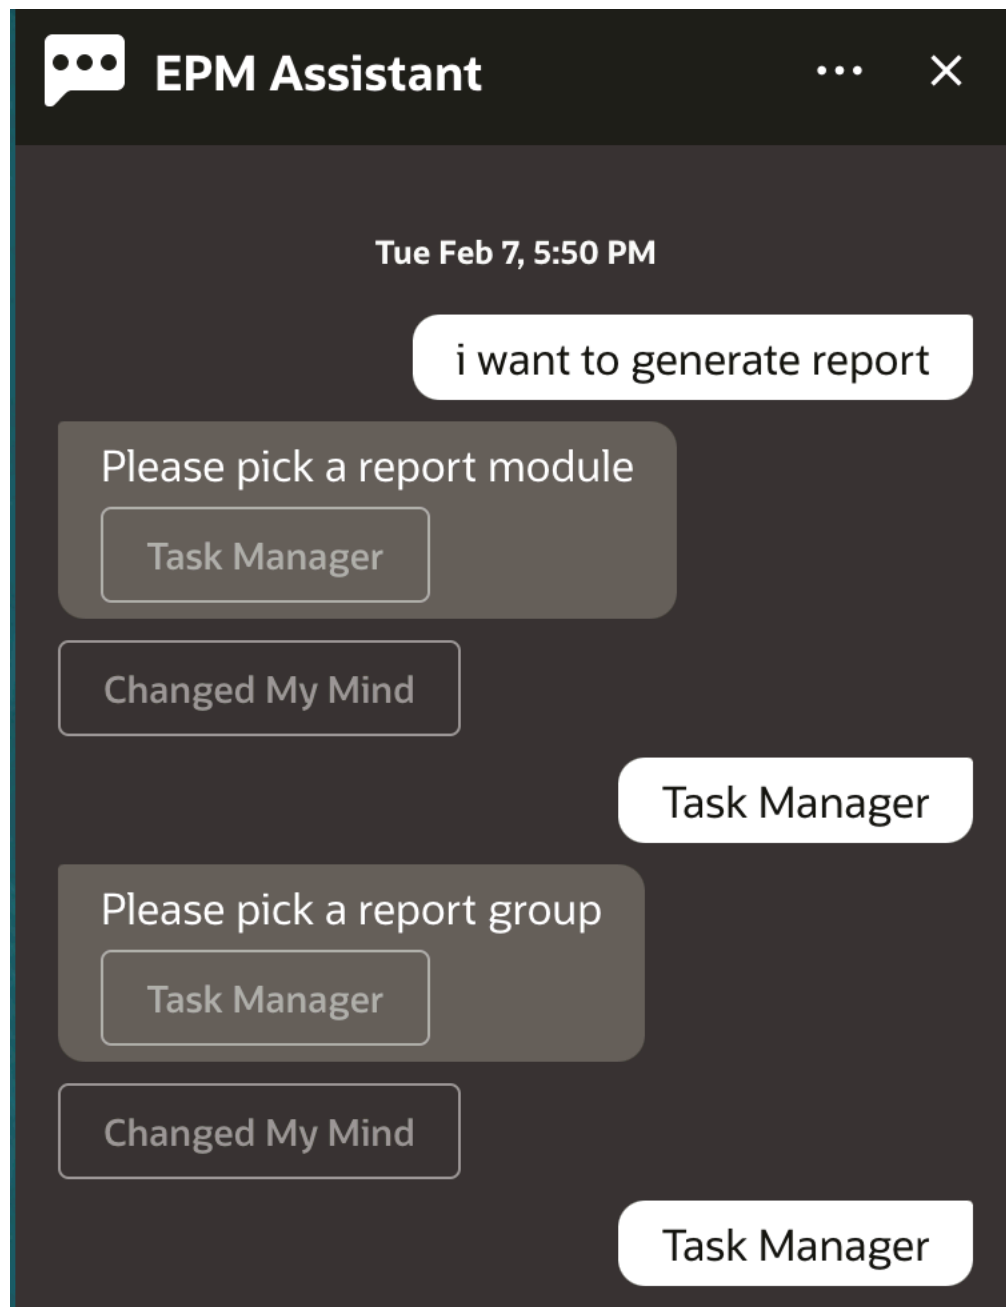 EPM Assistant
Tue Feb 7, 5:50 PM
i want to generate report
Please pick a report module
Task Manager
Changed My Mind
Task Manager
Please pick a report group
Task Manager
Changed My Mind
Task Manager